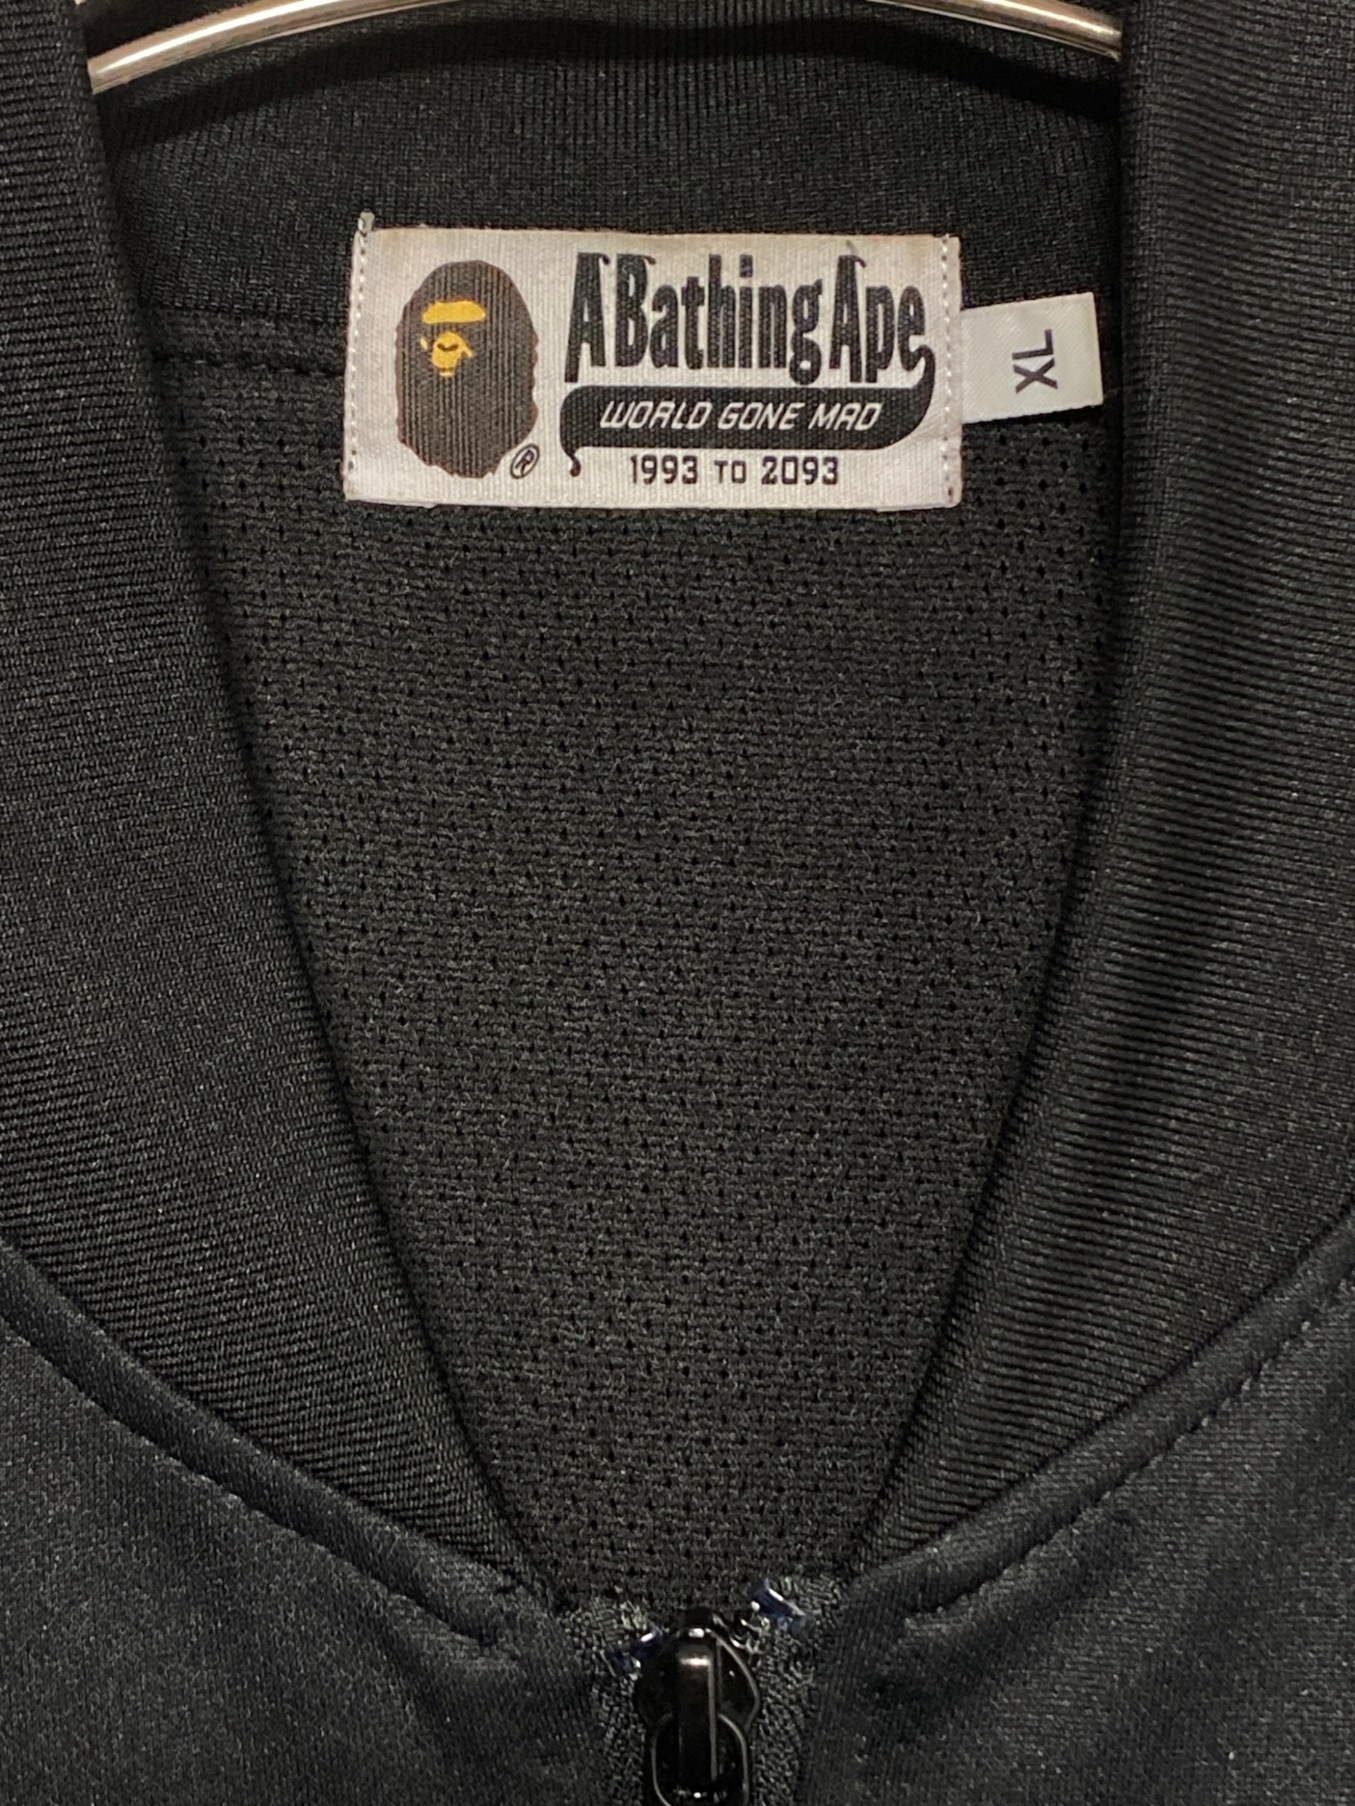 A Bathing Ape
WORLD GONE MAD
1993 TO 2093
®
XL